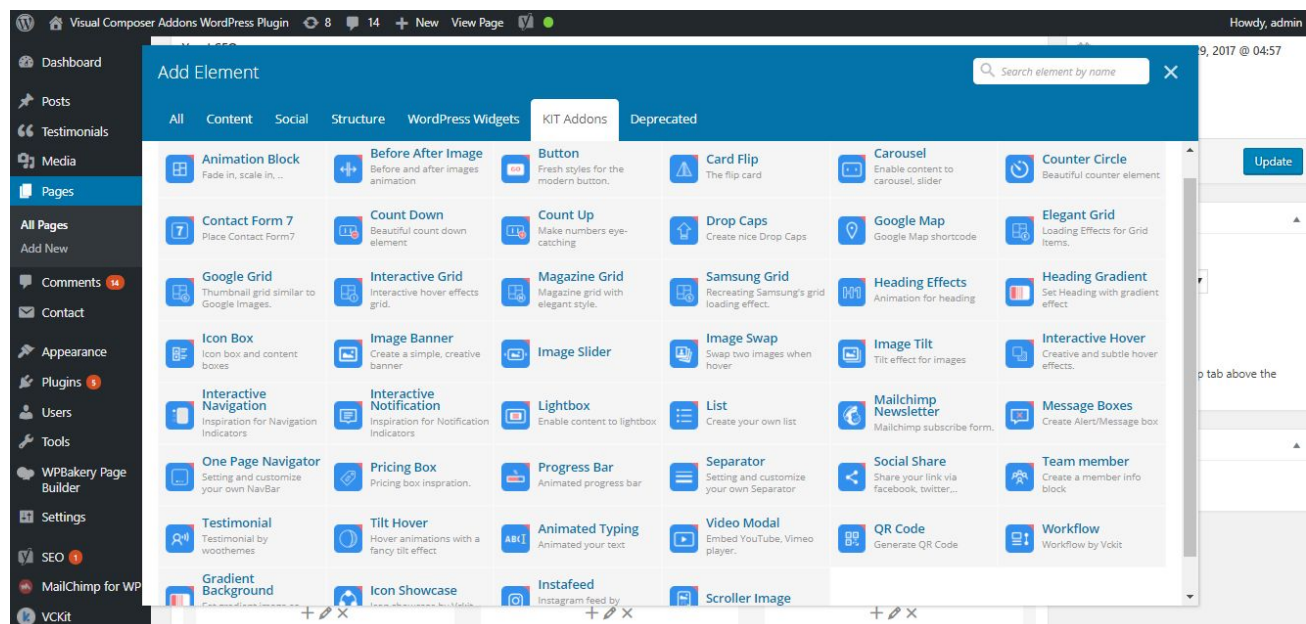 Visual Composer Addons WordPress Plugin 8 14 + New View Page Howdy, admin
9, 2017 @ 04:57
Dashboard
Posts
Testimonials
Media
Pages
All Pages
Add New
Comments 14
Contact
Appearance
Plugins 5
Users
Tools
WPBakery Page
Builder
Settings
SEO 1
MailChimp for WP
VCKit
Add Element
Search element by name
All Content Social Structure WordPress Widgets KIT Addons Deprecated
Animation Block
Fade in, scale in, ..
Before After Image
Before and after images
animation
Button
Fresh styles for the
modern button.
Card Flip
The flip card
Carousel
Enable content to
carousel, slider
Counter Circle
Beautiful counter element
Contact Form 7
Place Contact Form7
Count Down
Beautiful count down
element
Count Up
Make numbers eye-
catching
Drop Caps
Create nice Drop Caps
Google Map
Google Map shortcode
Elegant Grid
Loading Effects for Grid
Items.
Google Grid
Thumbnail grid similar to
Google Images.
Interactive Grid
Interactive hover effects
grid.
Magazine Grid
Magazine grid with
elegant style.
Samsung Grid
Recreating Samsung's grid
loading effect.
Heading Effects
Animation for heading
Heading Gradient
Set Heading with gradient
effect
Icon Box
Icon box and content
boxes
Image Banner
Create a simple, creative
banner
Image Slider
Image Swap
Swap two images when
hover
Image Tilt
Tilt effect for images
Interactive Hover
Creative and subtle hover
effects.
Interactive
Navigation
Inspiration for Navigation
Indicators
Interactive
Notification
Inspiration for Notification
Indicators
Lightbox
Enable content to lightbox
List
Create your own list
Mailchimp
Newsletter
Mailchimp subscribe form.
Message Boxes
Create Alert/Message box
One Page Navigator
Setting and customize
your own NavBar
Pricing Box
Pricing box inspration.
Progress Bar
Animated progress bar
Separator
Setting and customize
your own Separator
Social Share
Share your link via
facebook, twitter,...
Team member
Create a member info
block
Testimonial
Testimonial by
woothemes
Tilt Hover
Hover animations with a
fancy tilt effect
Animated Typing
Animated your text
Video Modal
Embed YouTube, Vimeo
player.
QR Code
Generate QR Code
Workflow
Workflow by Vckit
Gradient
Background
Icon Showcase
Instafeed
Instagram feed by
Scroller Image
Update
p tab above the